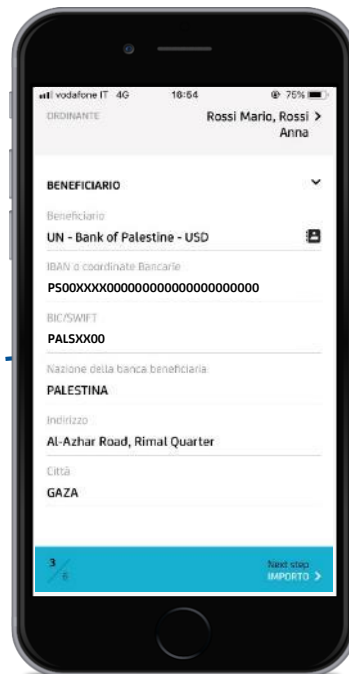 vodafone IT 4G 16:54 75%
ORDINANTE Rossi Mario, Rossi >
Anna
BENEFICIARIO
Beneficiario
UN - Bank of Palestine - USD
IBAN o coordinate Bancarie
PS00XXXX000000000000000000000
BIC/SWIFT
PALSXX00
Nazione della banca beneficiaria
PALESTINA
Indirizzo
Al-Azhar Road, Rimal Quarter
Città
GAZA
3/6 Next step
IMPORTO >